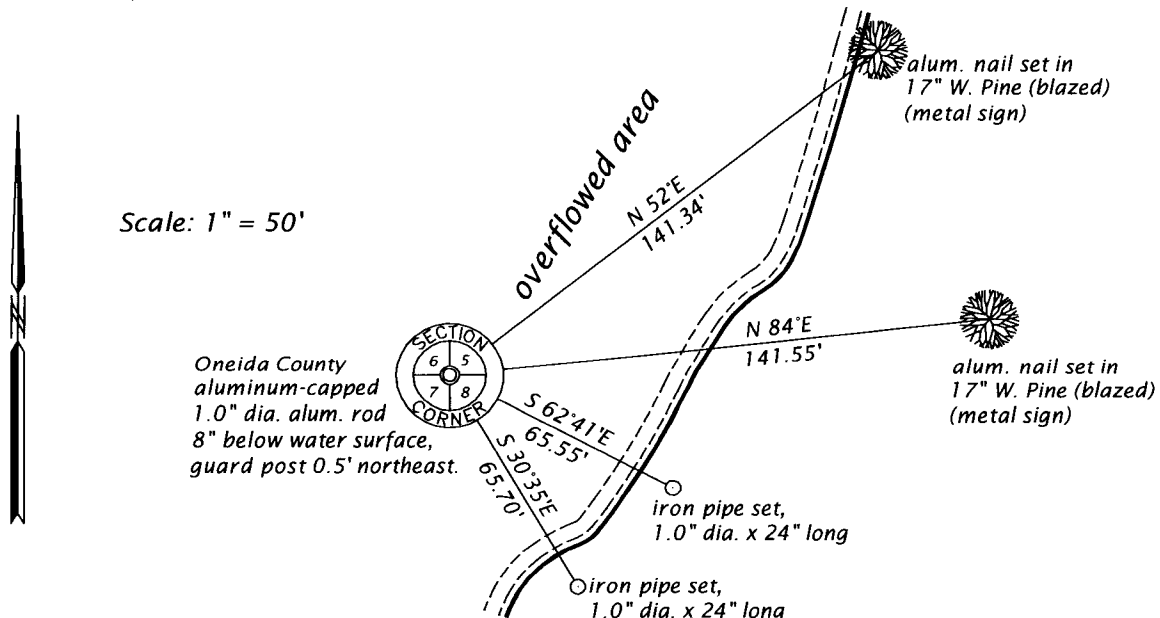 alum. nail set in
17" W. Pine (blazed)
(metal sign)
overflowed area
N 52°E
141.34'
Scale: 1" = 50'
N
SECTION
6 5
7 8
CORNER
N 84°E
141.55'
alum. nail set in
17" W. Pine (blazed)
(metal sign)
Oneida County
aluminum-capped
1.0" dia. alum. rod
8" below water surface,
guard post 0.5' northeast.
S 62°41'E
65.55'
S 30°35'E
65.70'
iron pipe set,
1.0" dia. x 24" long
iron pipe set,
1.0" dia. x 24" long